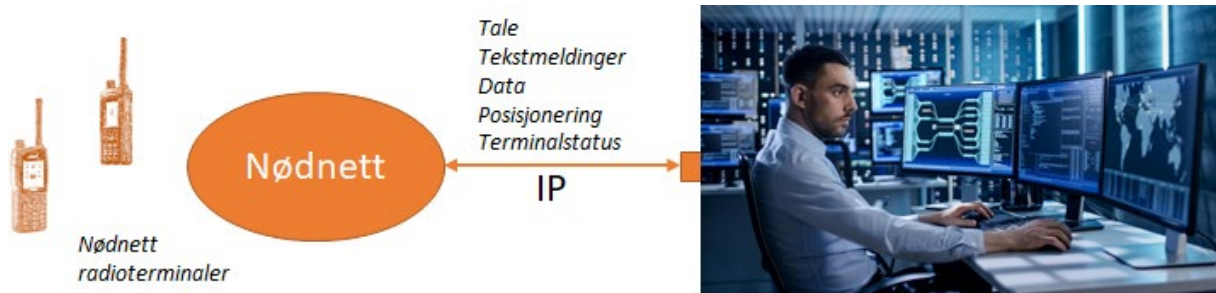 Tale
Tekstmeldinger
Data
Posisjonering
Terminalstatus
Nødnett
IP
Nødnett
radioterminaler